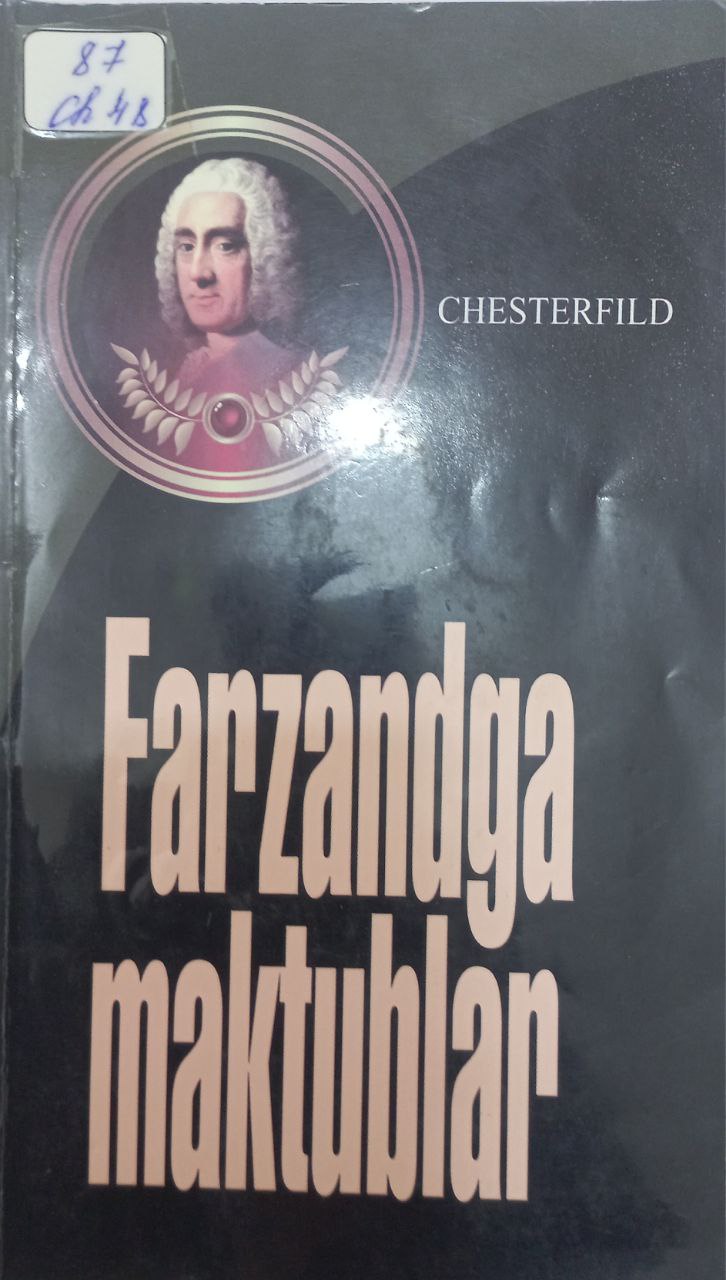 87
Ch 48
CHESTERFILD
Farzandga
maktublar